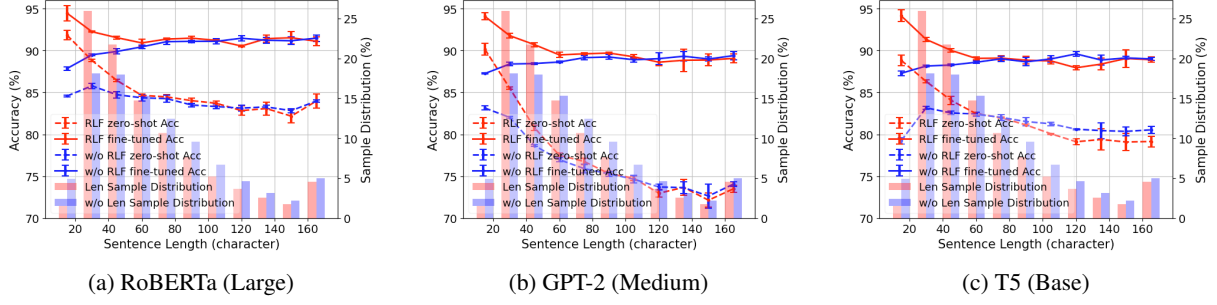 95
90
85
80
75
70
Accuracy (%)
25
20
15
10
5
0
Sample Distribution (%)
RLF zero-shot Acc
RLF fine-tuned Acc
w/o RLF zero-shot Acc
w/o RLF fine-tuned Acc
Len Sample Distribution
w/o Len Sample Distribution
20 40 60 80 100 120 140 160
Sentence Length (character)
(a) RoBERTa (Large)
95
90
85
80
75
70
Accuracy (%)
25
20
15
10
5
0
Sample Distribution (%)
RLF zero-shot Acc
RLF fine-tuned Acc
w/o RLF zero-shot Acc
w/o RLF fine-tuned Acc
Len Sample Distribution
w/o Len Sample Distribution
20 40 60 80 100 120 140 160
Sentence Length (character)
(b) GPT-2 (Medium)
95
90
85
80
75
70
Accuracy (%)
25
20
15
10
5
0
Sample Distribution (%)
RLF zero-shot Acc
RLF fine-tuned Acc
w/o RLF zero-shot Acc
w/o RLF fine-tuned Acc
Len Sample Distribution
w/o Len Sample Distribution
20 40 60 80 100 120 140 160
Sentence Length (character)
(c) T5 (Base)